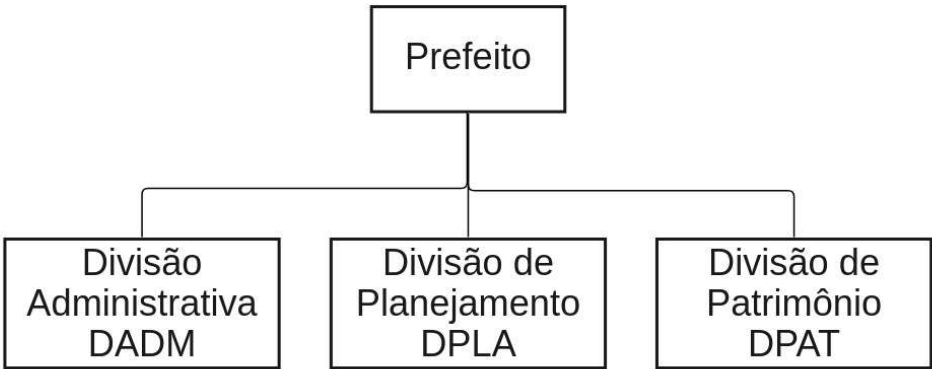 Prefeito
Divisão
Administrativa
DADM
Divisão de
Planejamento
DPLA
Divisão de
Patrimônio
DPAT